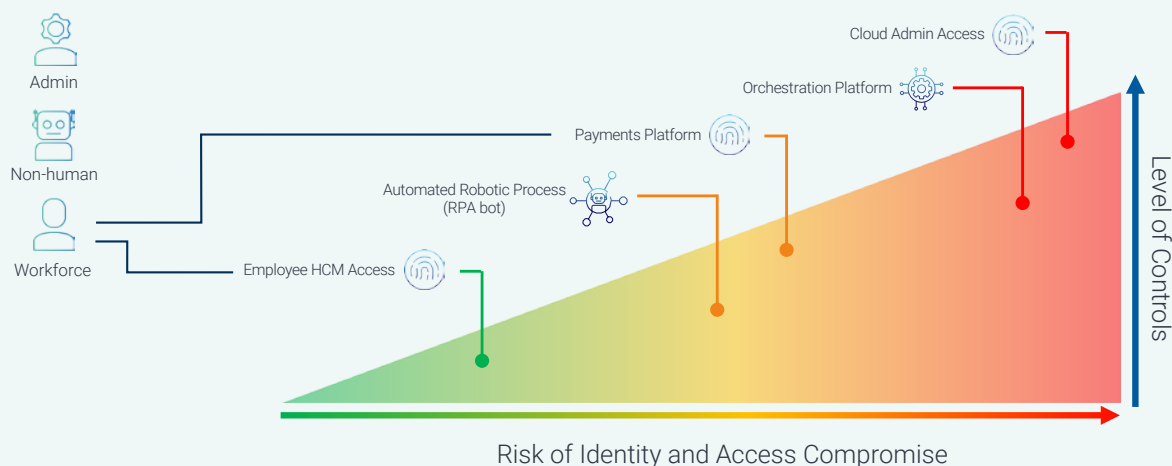 Admin
Non-human
Workforce
Cloud Admin Access
Orchestration Platform
Payments Platform
Automated Robotic Process
(RPA bot)
Employee HCM Access
Level of Controls
Risk of Identity and Access Compromise